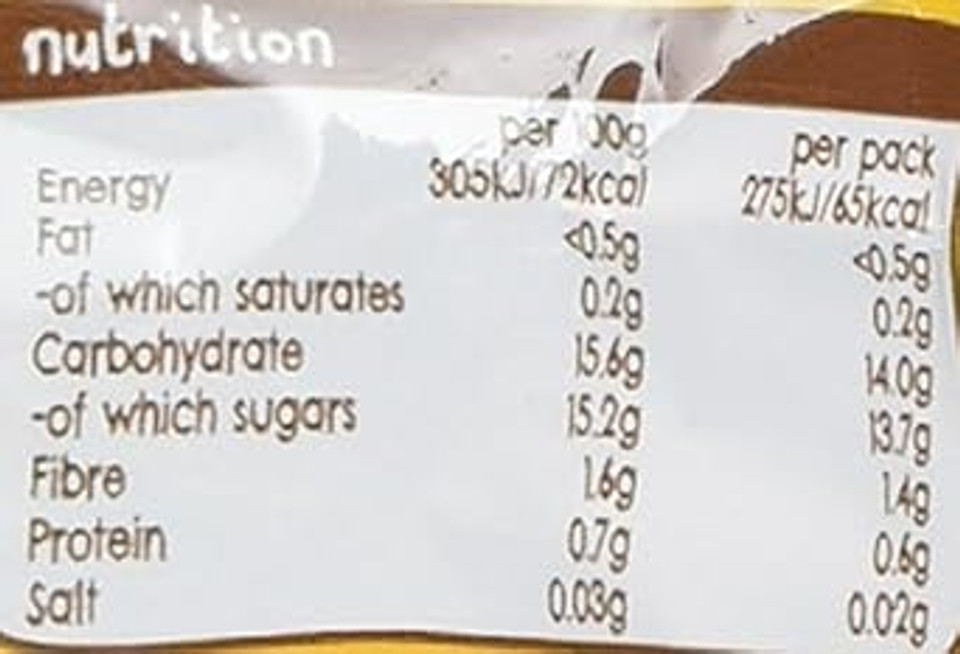 nutrition
per 100g per pack
Energy 305kJ/72kcal 275kJ/65kcal
Fat <0.5g <0.5g
-of which saturates 0.2g 0.2g
Carbohydrate 15.6g 14.0g
-of which sugars 15.2g 13.7g
Fibre 1.6g 1.4g
Protein 0.7g 0.6g
Salt 0.03g 0.02g